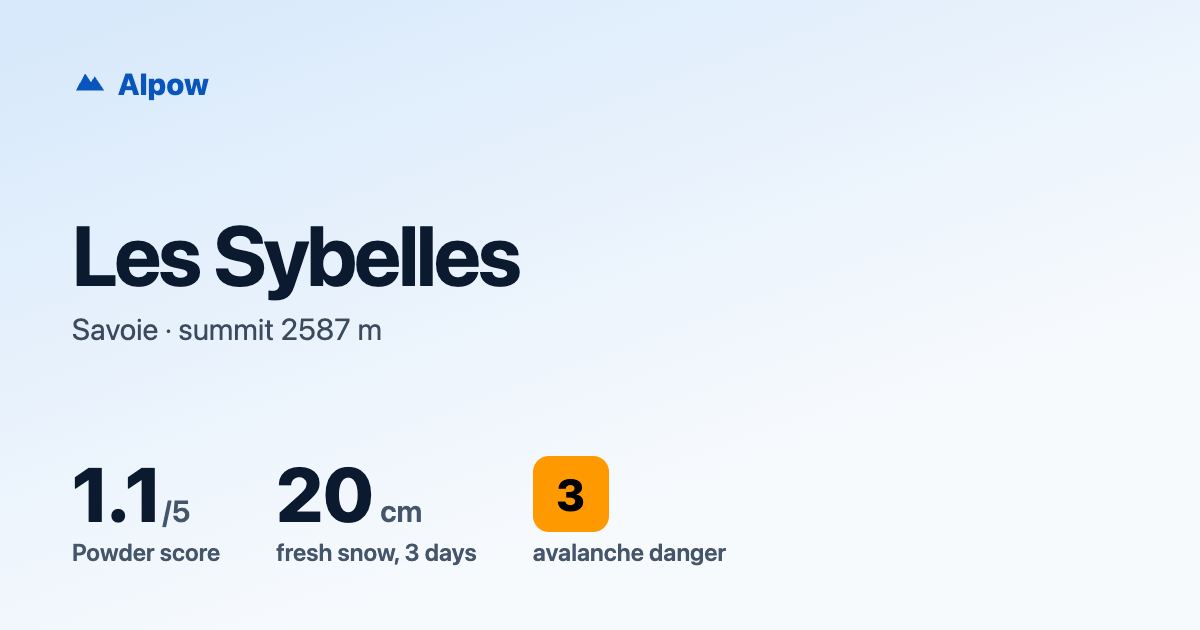 Alpow
Les Sybelles
Savoie · summit 2587 m
1.1/5
Powder score
20 cm
fresh snow, 3 days
3
avalanche danger